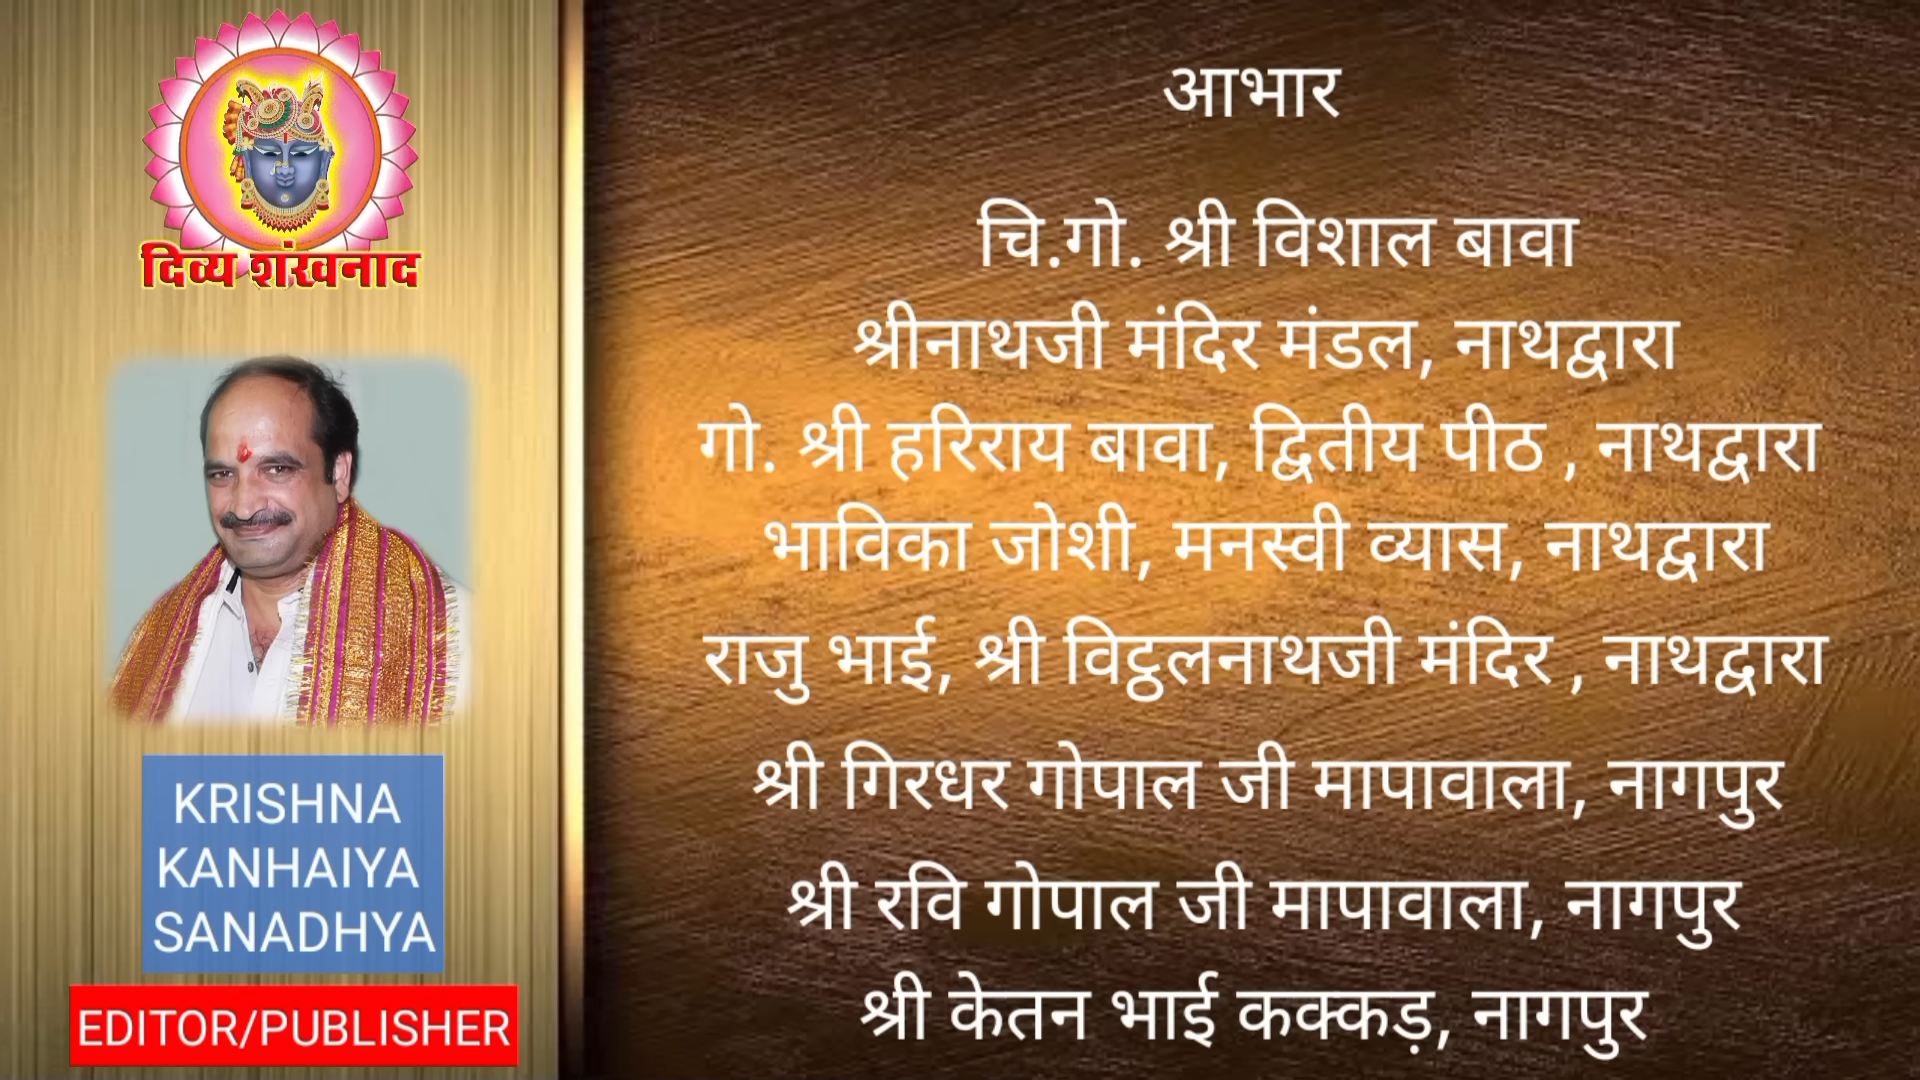 दिव्य शंखनाद
KRISHNA
KANHAIYA
SANADHYA
EDITOR/PUBLISHER
आभार
चि.गो. श्री विशाल बावा
श्रीनाथजी मंदिर मंडल, नाथद्वारा
गो. श्री हरिराय बावा, द्वितीय पीठ , नाथद्वारा
भाविका जोशी, मनस्वी व्यास, नाथद्वारा
राजु भाई, श्री विट्ठलनाथजी मंदिर , नाथद्वारा
श्री गिरधर गोपाल जी मापावाला, नागपुर
श्री रवि गोपाल जी मापावाला, नागपुर
श्री केतन भाई कक्कड़, नागपुर